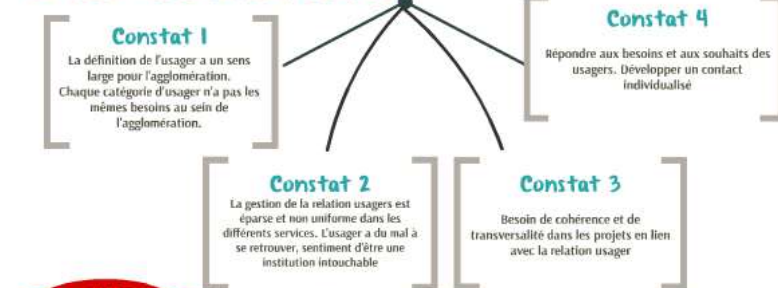 Constat 1
La définition de l'usager a un sens
large pour l'agglomération.
Chaque catégorie d'usager n'a pas les
mêmes besoins au sein de
l'agglomération.
Constat 4
Répondre aux besoins et aux souhaits des
usagers. Développer un contact
individualisé
Constat 2
La gestion de la relation usagers est
éparse et non uniforme dans les
différents services. L'usager a du mal à
se retrouver, sentiment d'être une
institution intouchable
Constat 3
Besoin de cohérence et de
transversalité dans les projets en lien
avec la relation usager